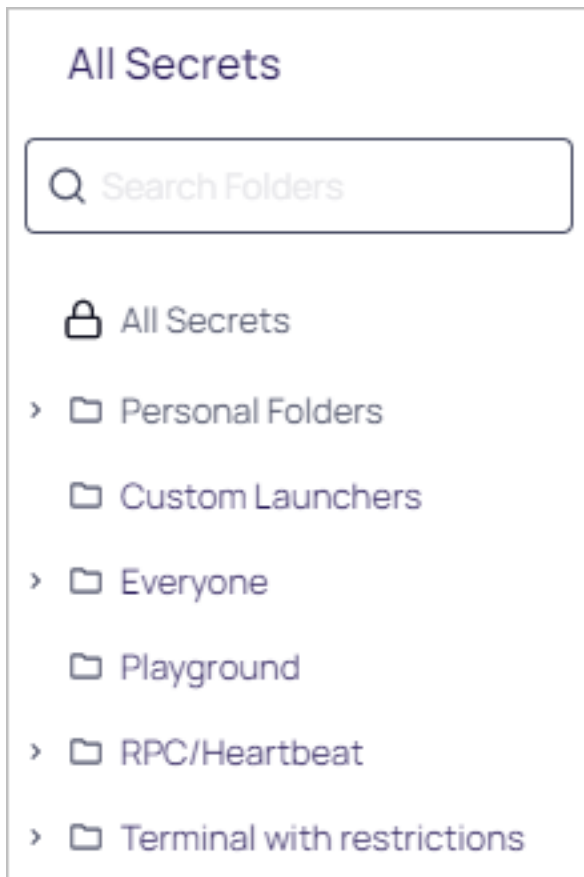 All Secrets
Search Folders
All Secrets
Personal Folders
Custom Launchers
Everyone
Playground
RPC/Heartbeat
Terminal with restrictions